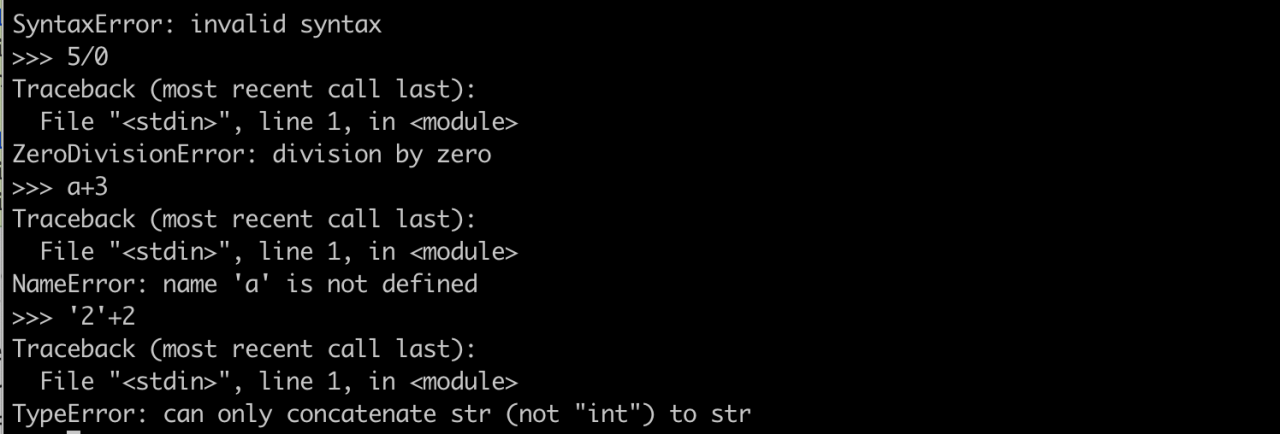 SyntaxError: invalid syntax
>>> 5/0
Traceback (most recent call last):
  File "<stdin>", line 1, in <module>
ZeroDivisionError: division by zero
>>> a+3
Traceback (most recent call last):
  File "<stdin>", line 1, in <module>
NameError: name 'a' is not defined
>>> '2'+2
Traceback (most recent call last):
  File "<stdin>", line 1, in <module>
TypeError: can only concatenate str (not "int") to str